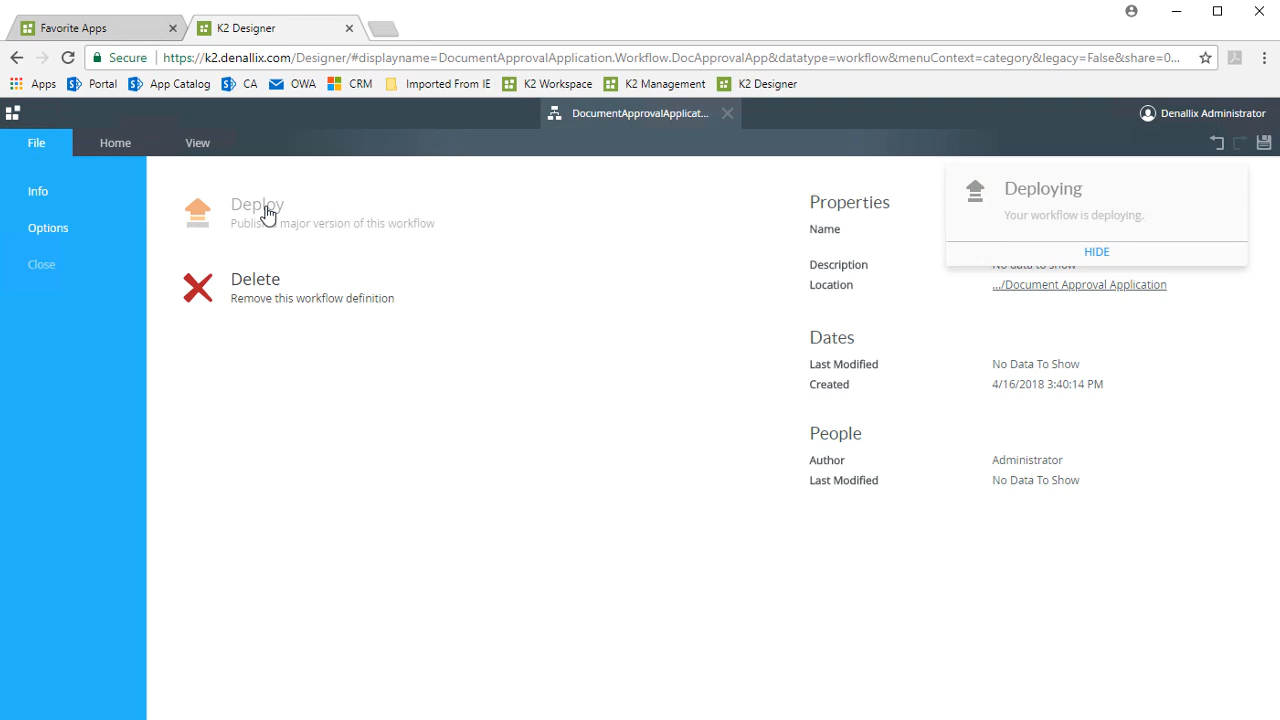 Favorite Apps
K2 Designer
Secure
https://k2.denallix.com/Designer/#displayname=DocumentApprovalApplication.Workflow.DocApprovalApp&datatype=workflow&menuContext=category&legacy=False&share=0...
Apps
Portal
App Catalog
CA
OWA
CRM
Imported From IE
K2 Workspace
K2 Management
K2 Designer
DocumentApprovalApplicat...
Denallix Administrator
File
Home
View
Info
Options
Close
Deploy
Publish major version of this workflow
Delete
Remove this workflow definition
Deploying
Your workflow is deploying.
HIDE
Properties
Name
Description
No data to show
Location
.../Document Approval Application
Dates
Last Modified
No Data To Show
Created
4/16/2018 3:40:14 PM
People
Author
Administrator
Last Modified
No Data To Show